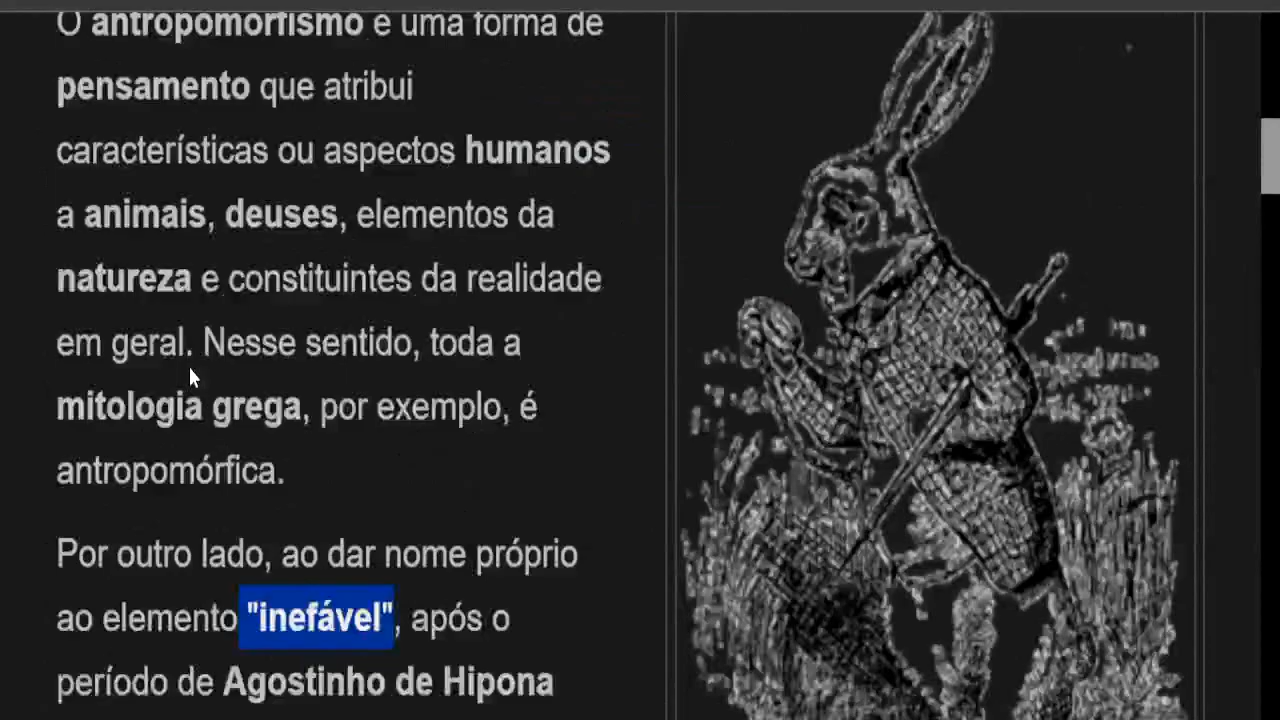 O antropomorfismo é uma forma de
pensamento que atribui
características ou aspectos humanos
a animais, deuses, elementos da
natureza e constituintes da realidade
em geral. Nesse sentido, toda a
mitologia grega, por exemplo, é
antropomórfica.
Por outro lado, ao dar nome próprio
ao elemento "inefável", após o
período de Agostinho de Hipona